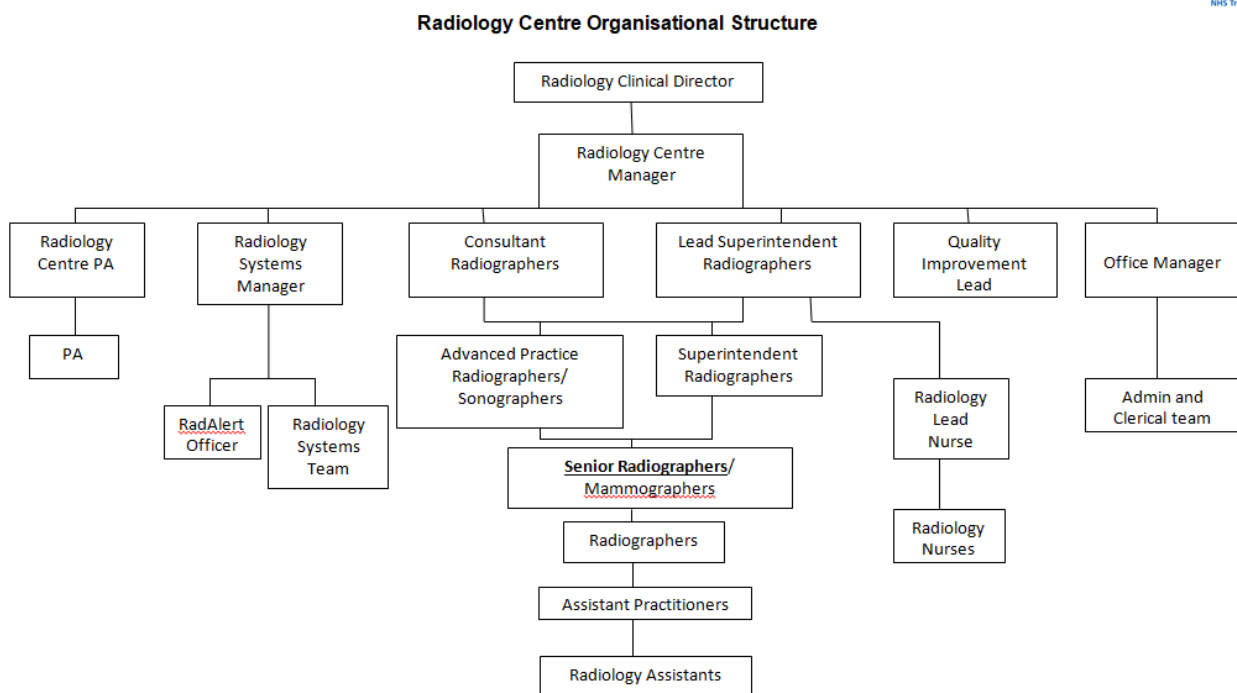 NHS Tr
Radiology Centre Organisational Structure
Radiology Clinical Director
Radiology Centre
Manager
Radiology
Centre PA
Radiology
Systems
Manager
Consultant
Radiographers
Lead Superintendent
Radiographers
Quality
Improvement
Lead
Office Manager
PA
Advanced Practice
Radiographers/
Sonographers
Superintendent
Radiographers
RadAlert
Officer
Radiology
Systems
Team
Radiology
Lead
Nurse
Admin and
Clerical team
Senior Radiographers/
Mammographers
Radiographers
Radiology
Nurses
Assistant Practitioners
Radiology Assistants